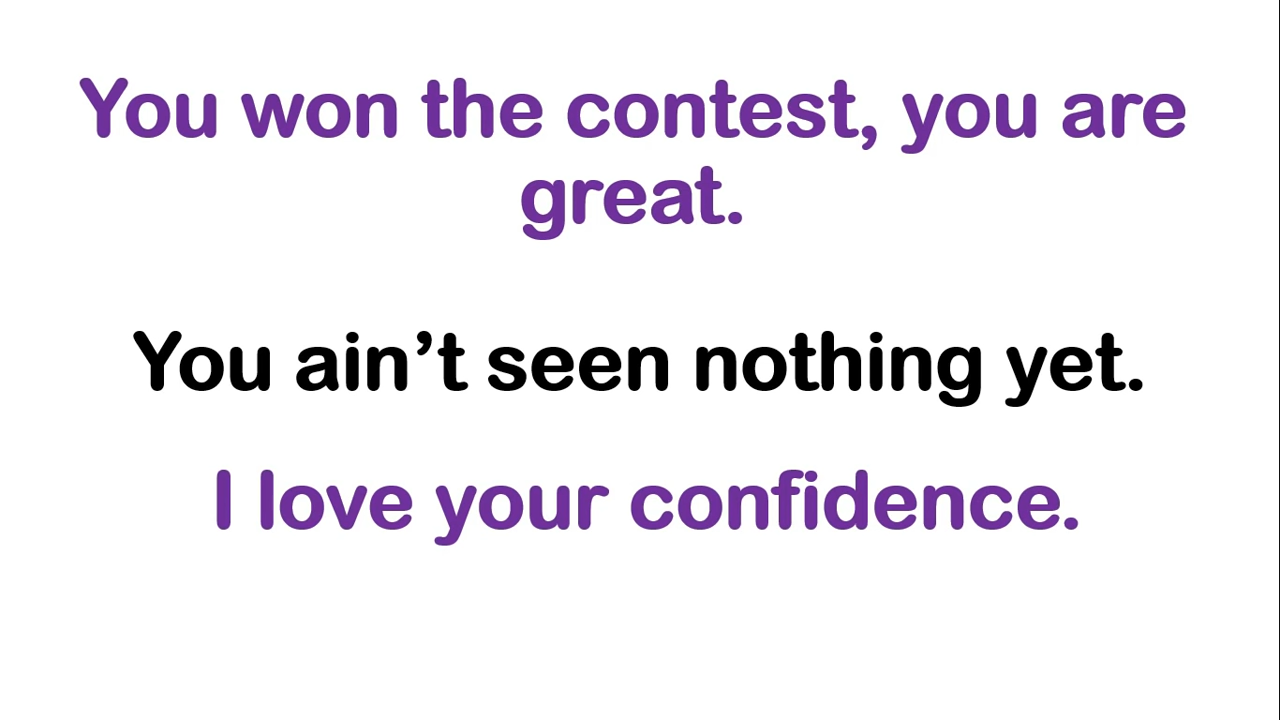 You won the contest, you are
great.
You ain’t seen nothing yet.
I love your confidence.